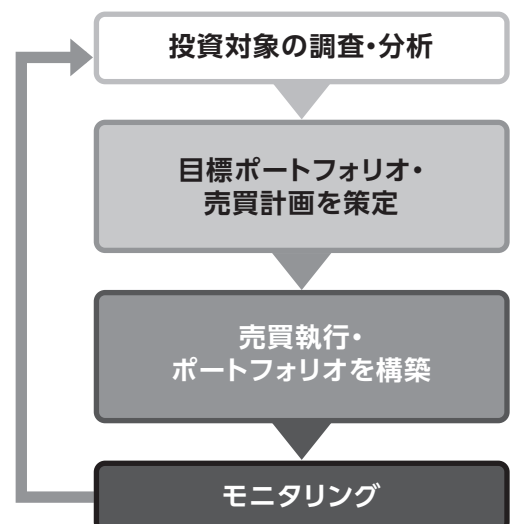 投資対象の調査・分析
目標ポートフォリオ・
売買計画を策定
売買執行・
ポートフォリオを構築
モニタリング